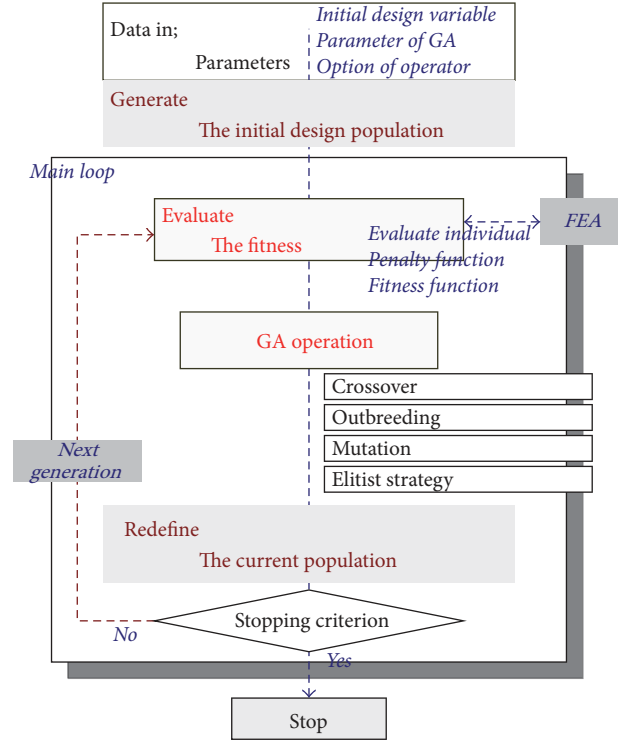 Data in;
Parameters
Initial design variable
Parameter of GA
Option of operator
Generate
The initial design population
Main loop
Evaluate
The fitness
Evaluate individual
Penalty function
Fitness function
FEA
GA operation
Crossover
Outbreeding
Mutation
Elitist strategy
Next
generation
Redefine
The current population
Stopping criterion
No
Yes
Stop